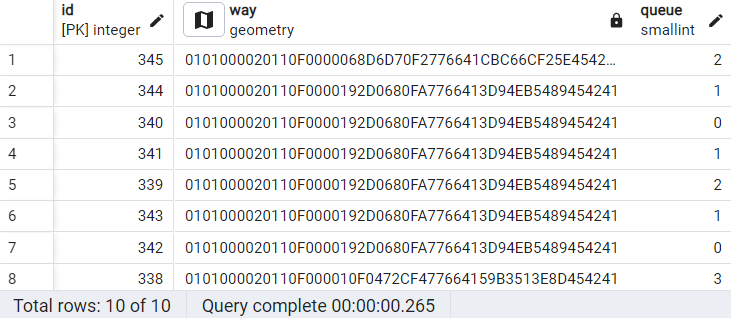 id way queue
[PK] integer geometry smallint
1 345 0101000020110F0000068D6D70F2776641CBC66CF25E4542...  2
2 344 0101000020110F0000192D0680FA7766413D94EB5489454241 1
3 340 0101000020110F0000192D0680FA7766413D94EB5489454241 0
4 341 0101000020110F0000192D0680FA7766413D94EB5489454241 1
5 339 0101000020110F0000192D0680FA7766413D94EB5489454241 2
6 343 0101000020110F0000192D0680FA7766413D94EB5489454241 1
7 342 0101000020110F0000192D0680FA7766413D94EB5489454241 0
8 338 0101000020110F000010F0472CF477664159B3513E8D454241 3
Total rows: 10 of 10 Query complete 00:00:00.265